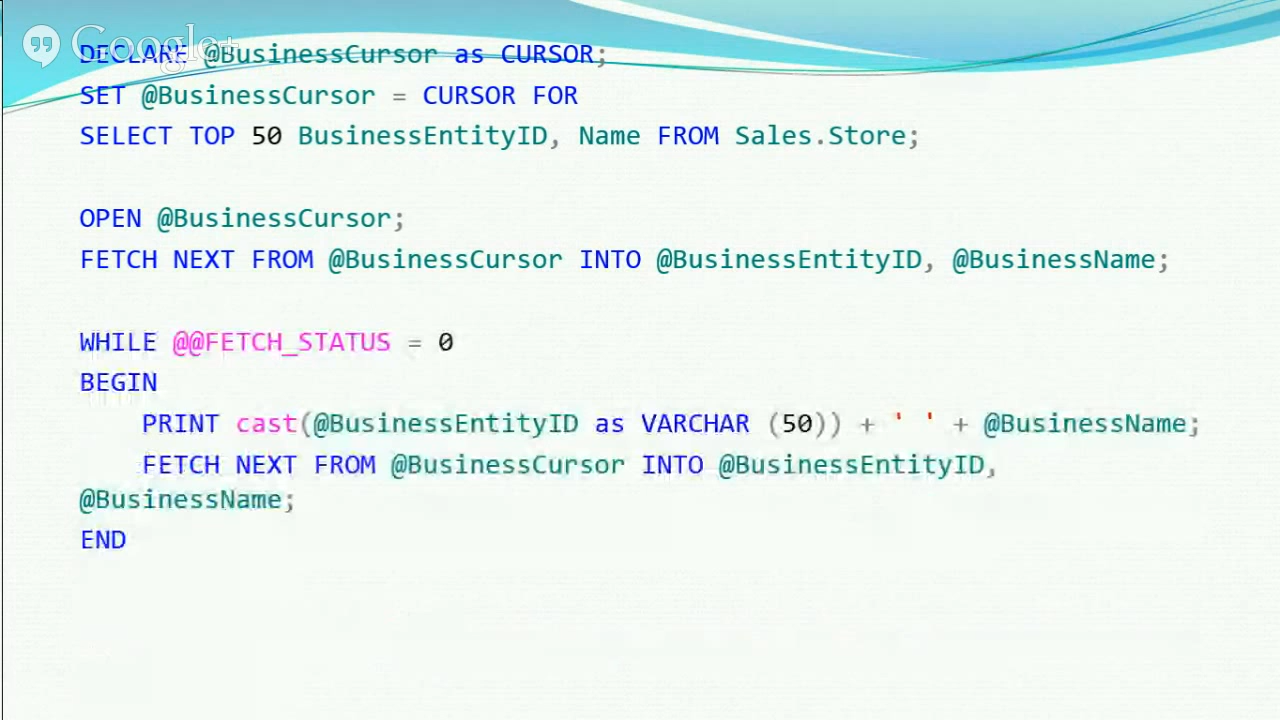 Google+
DECLARE @BusinessCursor as CURSOR;
SET @BusinessCursor = CURSOR FOR
SELECT TOP 50 BusinessEntityID, Name FROM Sales.Store;
OPEN @BusinessCursor;
FETCH NEXT FROM @BusinessCursor INTO @BusinessEntityID, @BusinessName;
WHILE @@FETCH_STATUS = 0
BEGIN
PRINT cast(@BusinessEntityID as VARCHAR (50)) + ' ' + @BusinessName;
FETCH NEXT FROM @BusinessCursor INTO @BusinessEntityID,
@BusinessName;
END